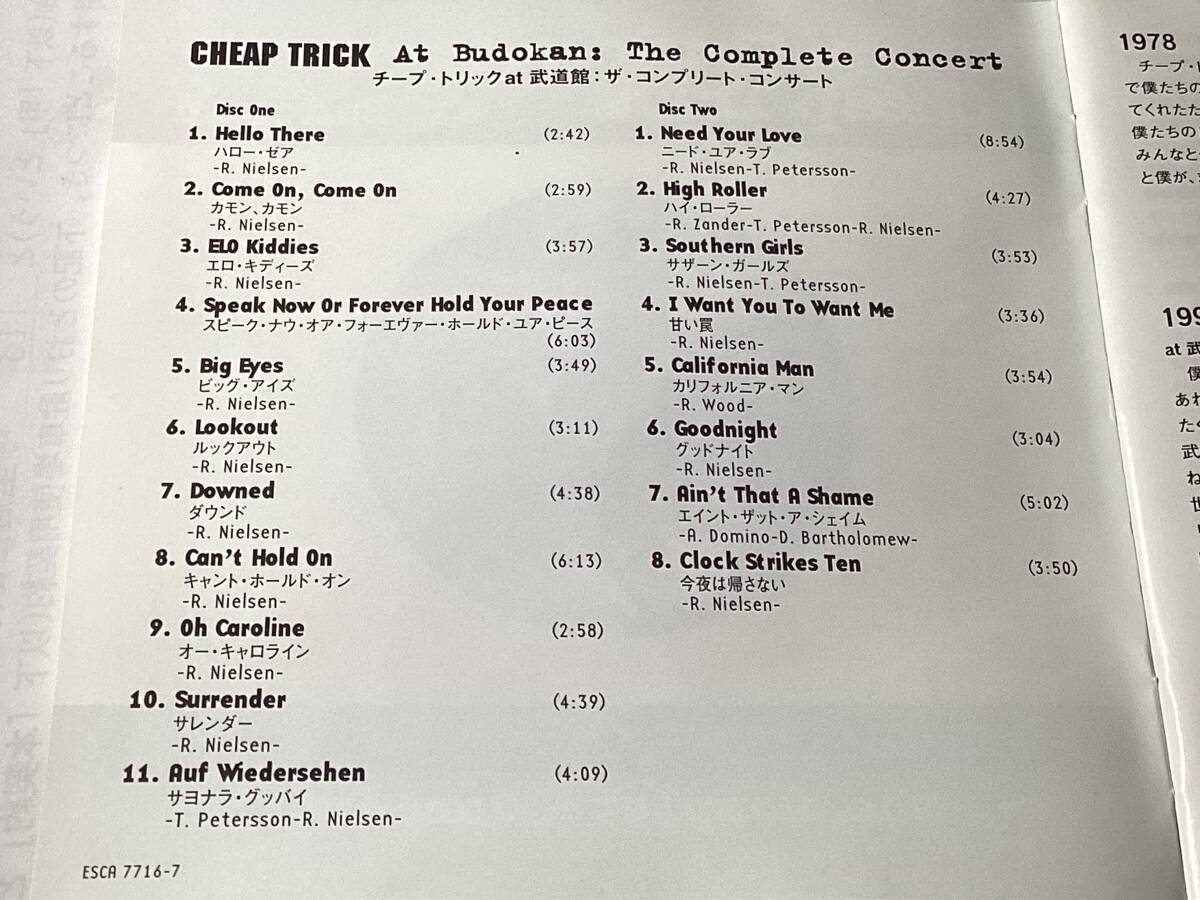 CHEAP TRICK At Budokan: The Complete Concert
チープ・トリック at 武道館：ザ・コンプリート・コンサート
Disc One
1. Hello There (2:42)
ハロー・ゼア
-R. Nielsen-
2. Come On, Come On (2:59)
カモン、カモン
-R. Nielsen-
3. ELO Kiddies (3:57)
エロ・キディーズ
-R. Nielsen-
4. Speak Now Or Forever Hold Your Peace
スピーク・ナウ・オア・フォーエヴァー・ホールド・ユア・ピース
(6:03)
5. Big Eyes (3:49)
ビッグ・アイズ
-R. Nielsen-
6. Lookout (3:11)
ルックアウト
-R. Nielsen-
7. Downed (4:38)
ダウンド
-R. Nielsen-
8. Can't Hold On (6:13)
キャント・ホールド・オン
-R. Nielsen-
9. Oh Caroline (2:58)
オー・キャロライン
-R. Nielsen-
10. Surrender (4:39)
サレンダー
-R. Nielsen-
11. Auf Wiedersehen (4:09)
サヨナラ・グッバイ
-T. Petersson-R. Nielsen-
Disc Two
1. Need Your Love (8:54)
ニード・ユア・ラブ
-R. Nielsen-T. Petersson-
2. High Roller (4:27)
ハイ・ローラー
-R. Zander-T. Petersson-R. Nielsen-
3. Southern Girls (3:53)
サザーン・ガールズ
-R. Nielsen-T. Petersson-
4. I Want You To Want Me (3:36)
甘い罠
-R. Nielsen-
5. California Man (3:54)
カリフォルニア・マン
-R. Wood-
6. Goodnight (3:04)
グッドナイト
-R. Nielsen-
7. Ain't That A Shame (5:02)
エイント・ザット・ア・シェイム
-A. Domino-D. Bartholomew-
8. Clock Strikes Ten (3:50)
今夜は帰さない
-R. Nielsen-
ESCA 7716-7
1978
チープ・
で僕たちの
てくれたた
僕たちの
みんなと
と僕が、
199
at 武
僕
あれ
た
武
ね
世